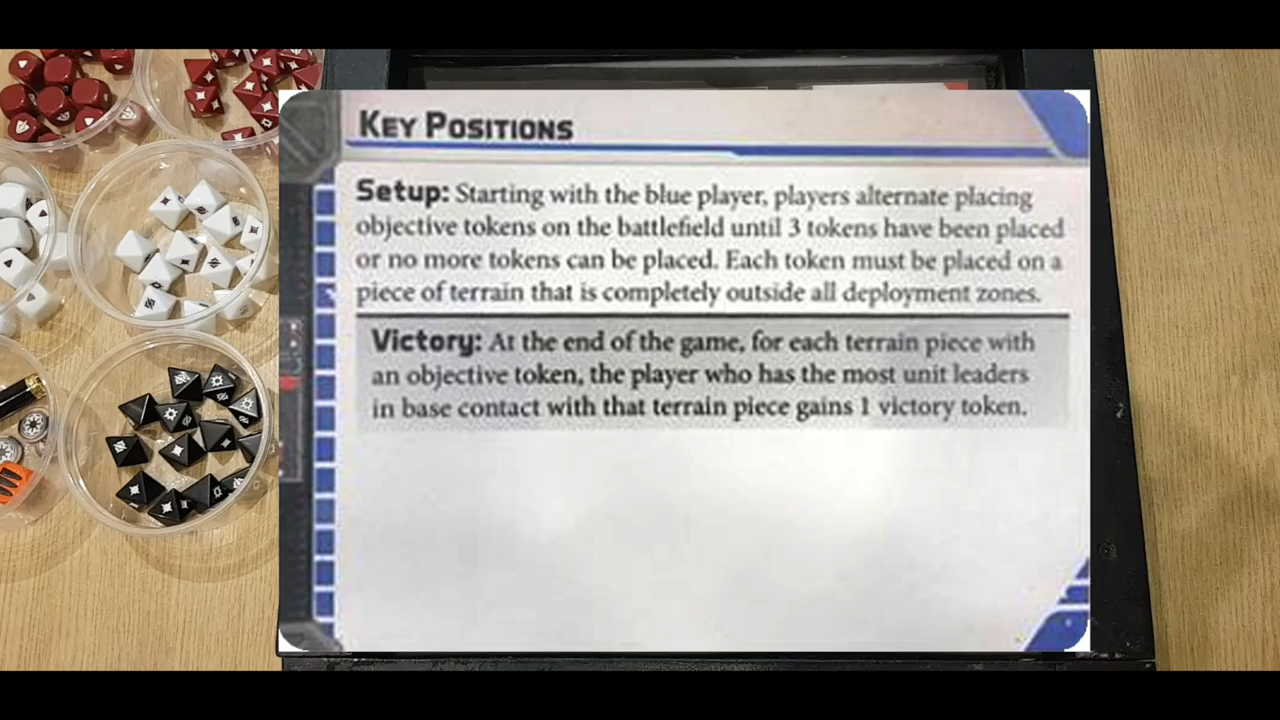 KEY POSITIONS
Setup: Starting with the blue player, players alternate placing
objective tokens on the battlefield until 3 tokens have been placed
or no more tokens can be placed. Each token must be placed on a
piece of terrain that is completely outside all deployment zones.
Victory: At the end of the game, for each terrain piece with
an objective token, the player who has the most unit leaders
in base contact with that terrain piece gains 1 victory token.